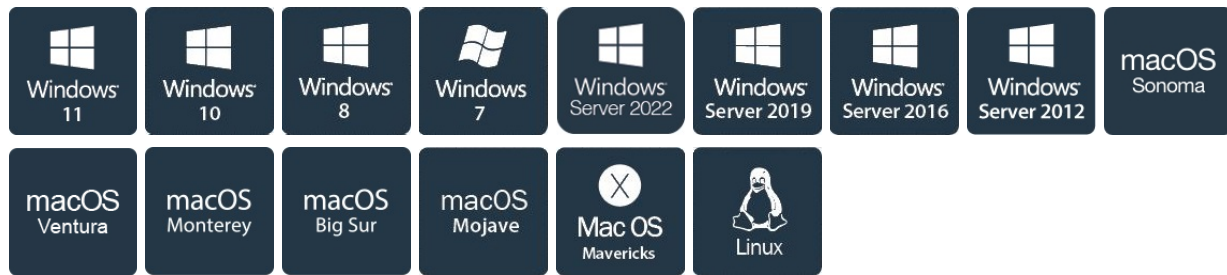 Windows
11
Windows
10
Windows
8
Windows
7
Windows
Server 2022
Windows
Server 2019
Windows
Server 2016
Windows
Server 2012
macOS
Sonoma
macOS
Ventura
macOS
Monterey
macOS
Big Sur
macOS
Mojave
X
Mac OS
Mavericks
Linux